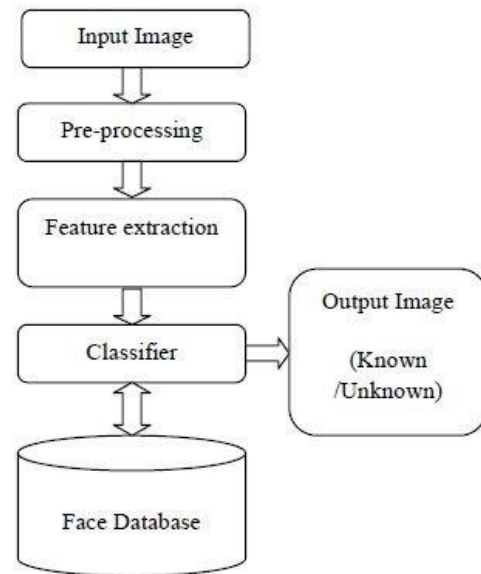 Input Image
Pre-processing
Feature extraction
Classifier
Output Image
(Known
/Unknown)
Face Database